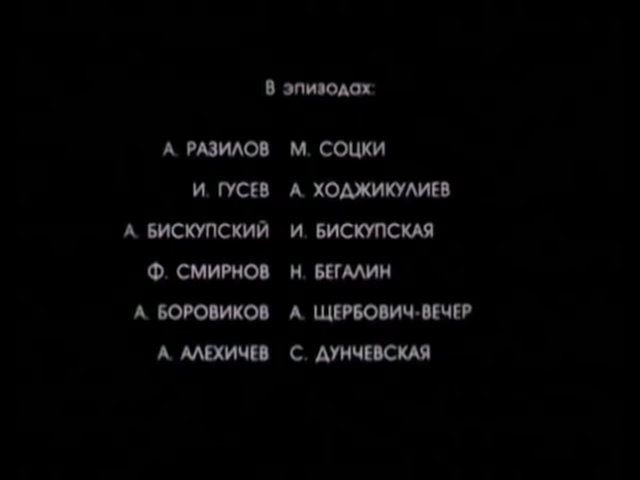 В эпизодах:
А. РАЗИЛОВ М. СОЦКИ
И. ГУСЕВ А. ХОДЖИКУЛИЕВ
А. БИСКУПСКИЙ И. БИСКУПСКАЯ
Ф. СМИРНОВ Н. БЕГАЛИН
А. БОРОВИКОВ А. ЩЕРБОВИЧ-ВЕЧЕР
А. АЛЕХИЧЕВ С. ДУНЧЕВСКАЯ